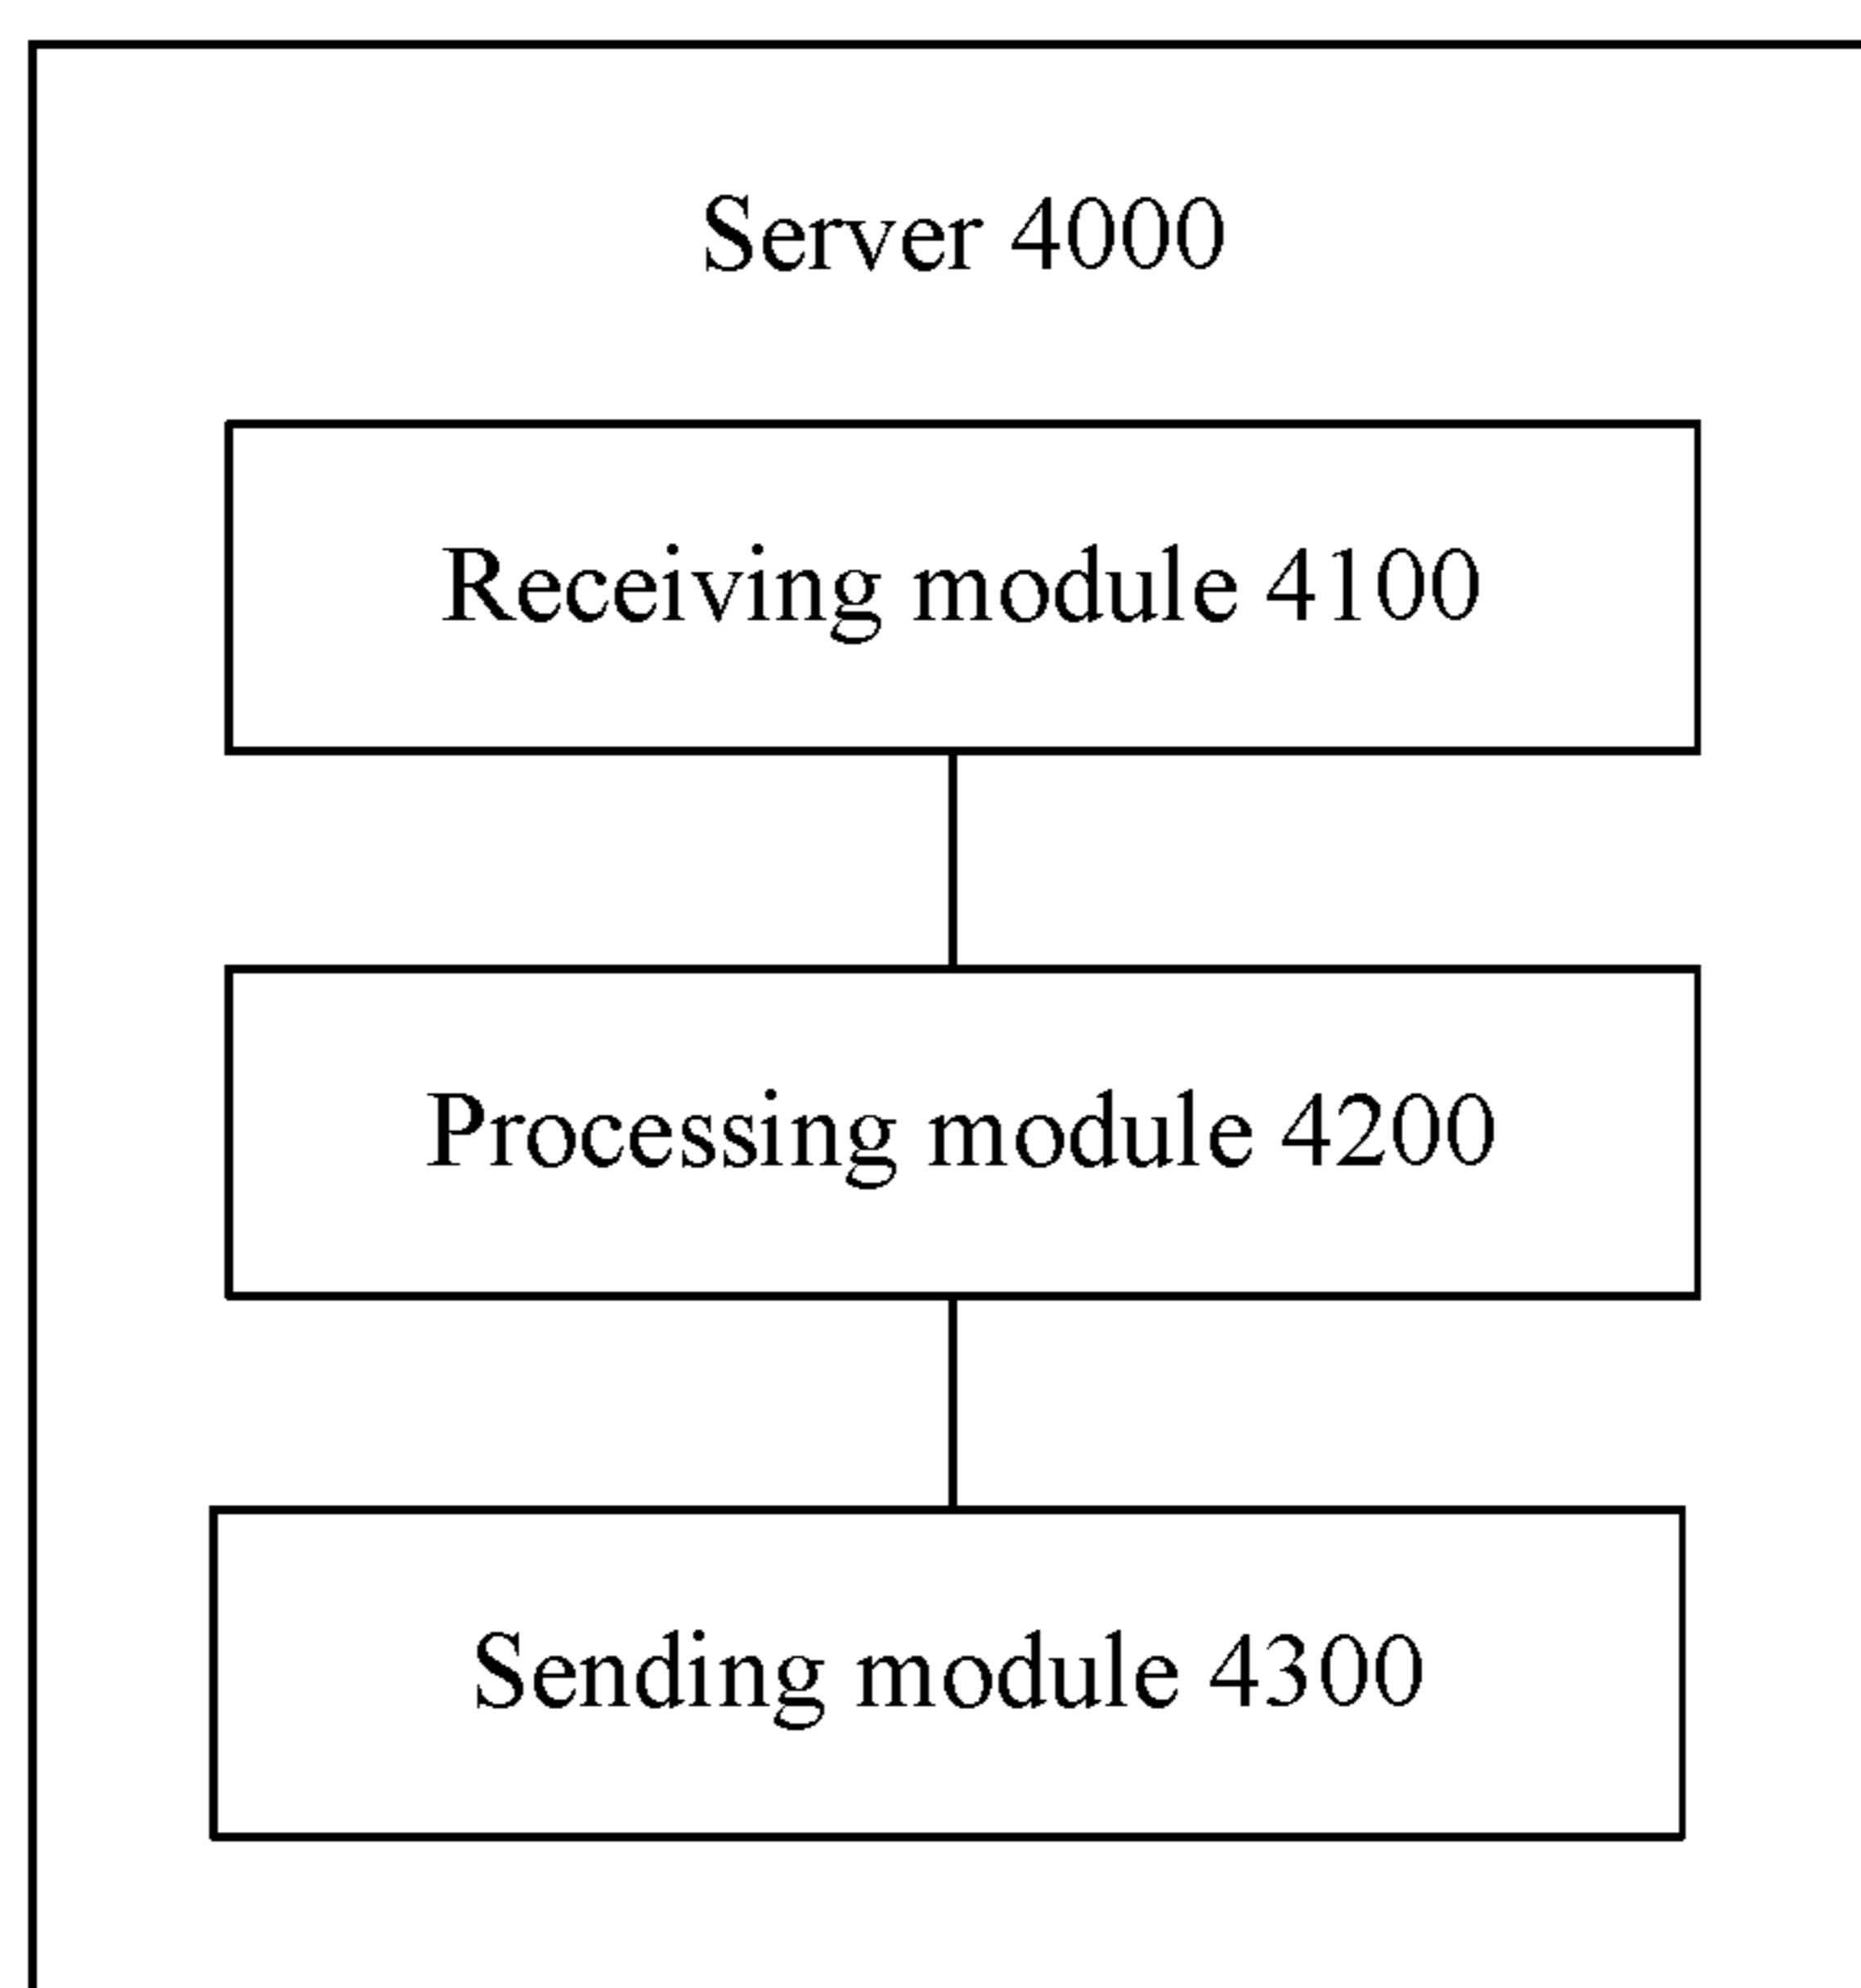 Server 4000
Receiving module 4100
Processing module 4200
Sending module 4300